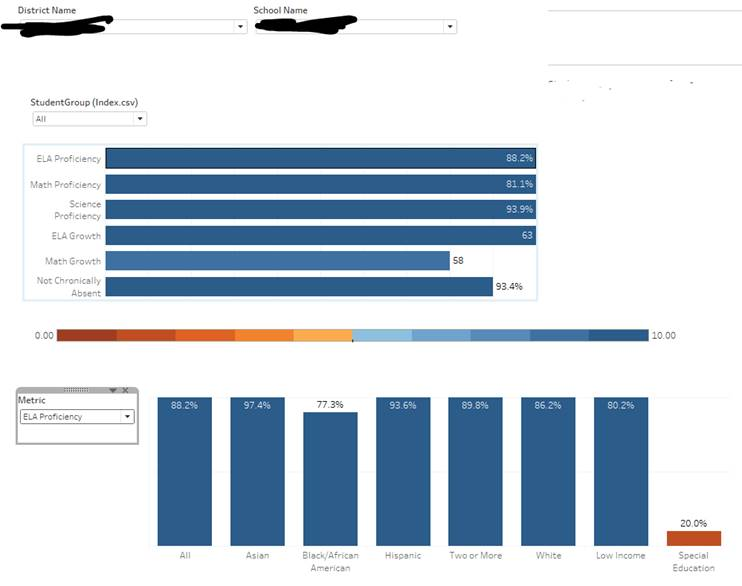 District Name
School Name
StudentGroup (Index.csv)
All
ELA Proficiency 88.2%
Math Proficiency 81.1%
Science
Proficiency 93.9%
ELA Growth 63
Math Growth 58
Not Chronically
Absent 93.4%
0.00 10.00
Metric
ELA Proficiency
88.2% 97.4% 77.3% 93.6% 89.8% 86.2% 80.2% 20.0%
All Asian Black/African Hispanic Two or More White Low Income Special
American Education